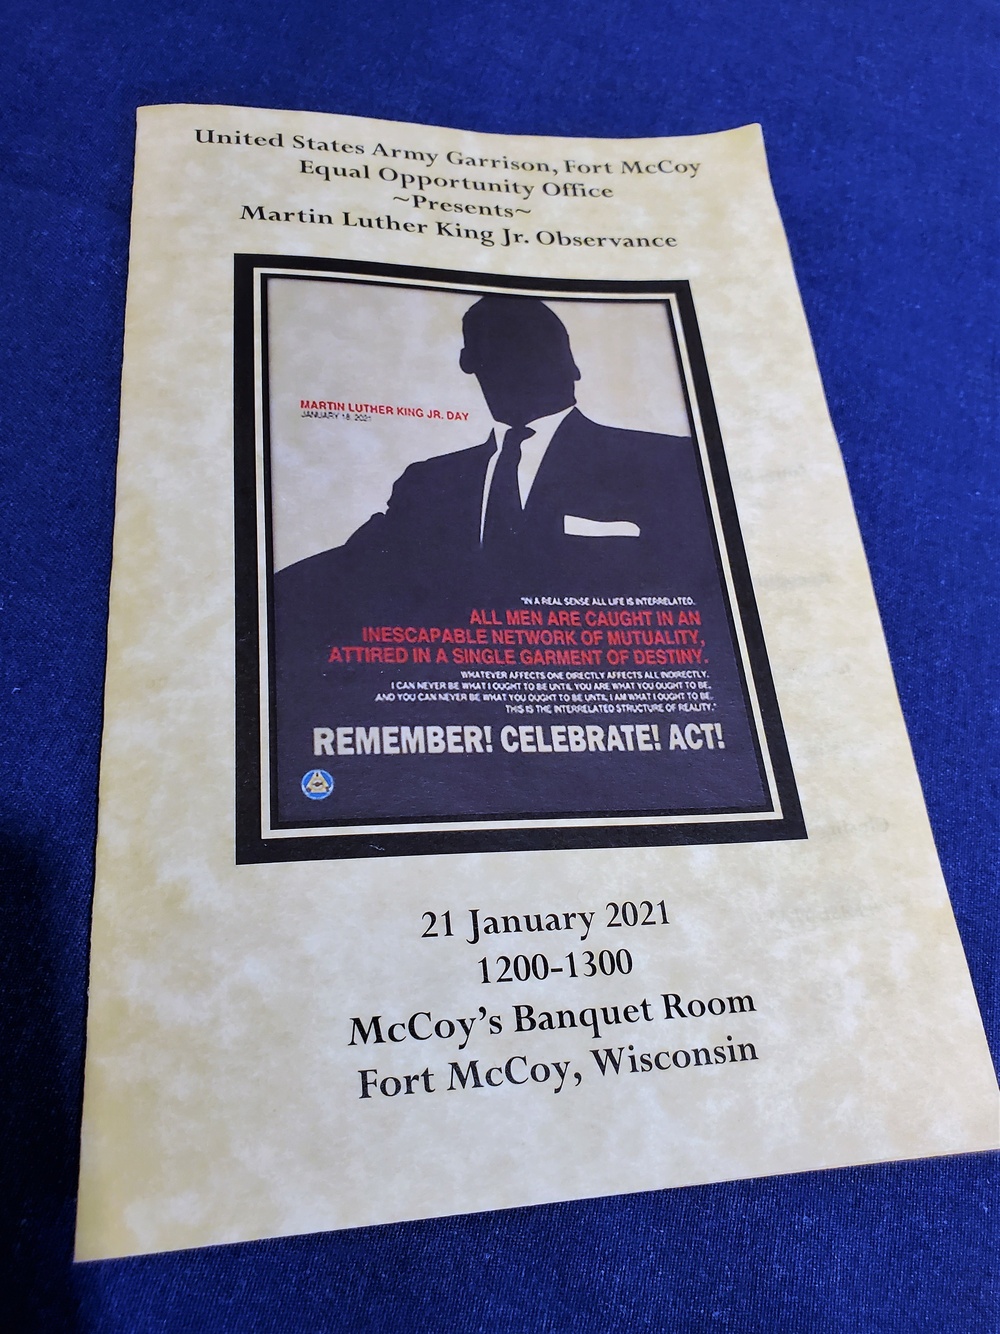 United States Army Garrison, Fort McCoy
Equal Opportunity Office
~Presents~
Martin Luther King Jr. Observance
MARTIN LUTHER KING JR. DAY
JANUARY 18, 2021
"IN A REAL SENSE ALL LIFE IS INTERRELATED.
ALL MEN ARE CAUGHT IN AN
INESCAPABLE NETWORK OF MUTUALITY,
ATTIRED IN A SINGLE GARMENT OF DESTINY.
WHATEVER AFFECTS ONE DIRECTLY AFFECTS ALL INDIRECTLY.
I CAN NEVER BE WHAT I OUGHT TO BE UNTIL YOU ARE WHAT YOU OUGHT TO BE,
AND YOU CAN NEVER BE WHAT YOU OUGHT TO BE UNTIL I AM WHAT I OUGHT TO BE.
THIS IS THE INTERRELATED STRUCTURE OF REALITY."
REMEMBER! CELEBRATE! ACT!
21 January 2021
1200-1300
McCoy's Banquet Room
Fort McCoy, Wisconsin